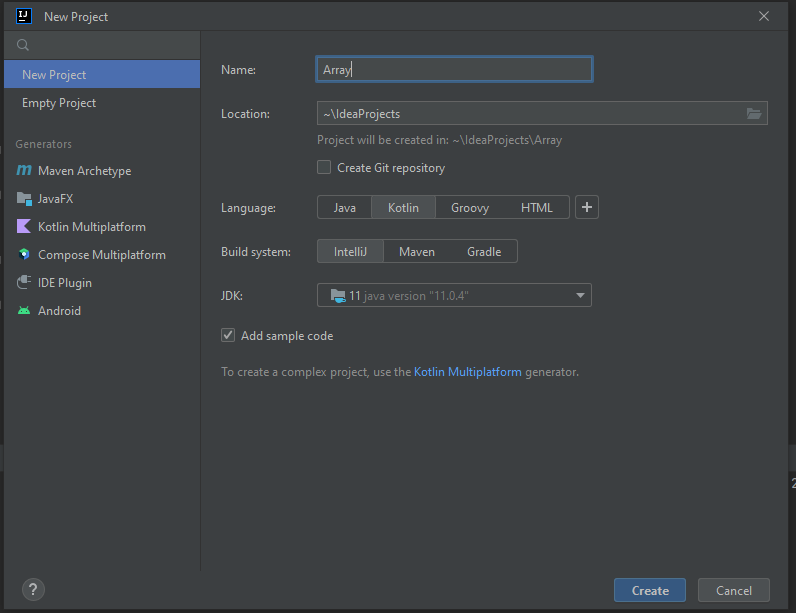 New Project
New Project
Empty Project
Generators
Maven Archetype
JavaFX
Kotlin Multiplatform
Compose Multiplatform
IDE Plugin
Android
Name: Array
Location: ~\IdeaProjects
Project will be created in: ~\IdeaProjects\Array
Create Git repository
Language: Java Kotlin Groovy HTML +
Build system: IntelliJ Maven Gradle
JDK: 11 java version "11.0.4"
Add sample code
To create a complex project, use the Kotlin Multiplatform generator.
? Create Cancel